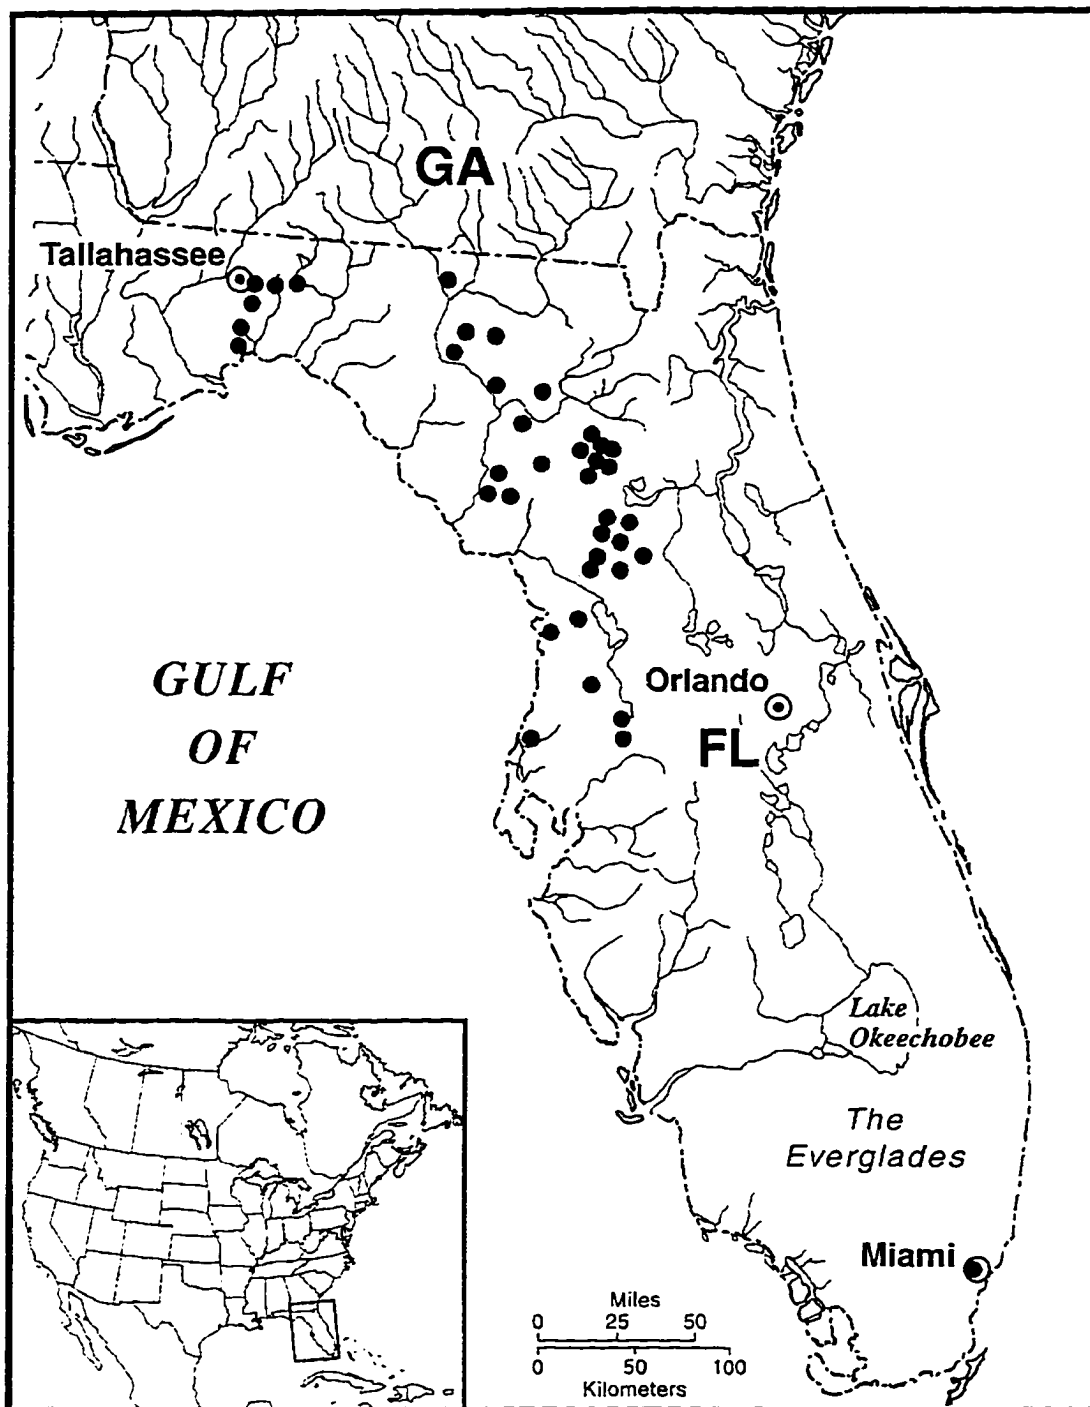 GA
Tallahassee
GULF
OF
MEXICO
Orlando
FL
Lake
Okeechobee
The
Everglades
Miami
Miles
0 25 50
0 50 100
Kilometers